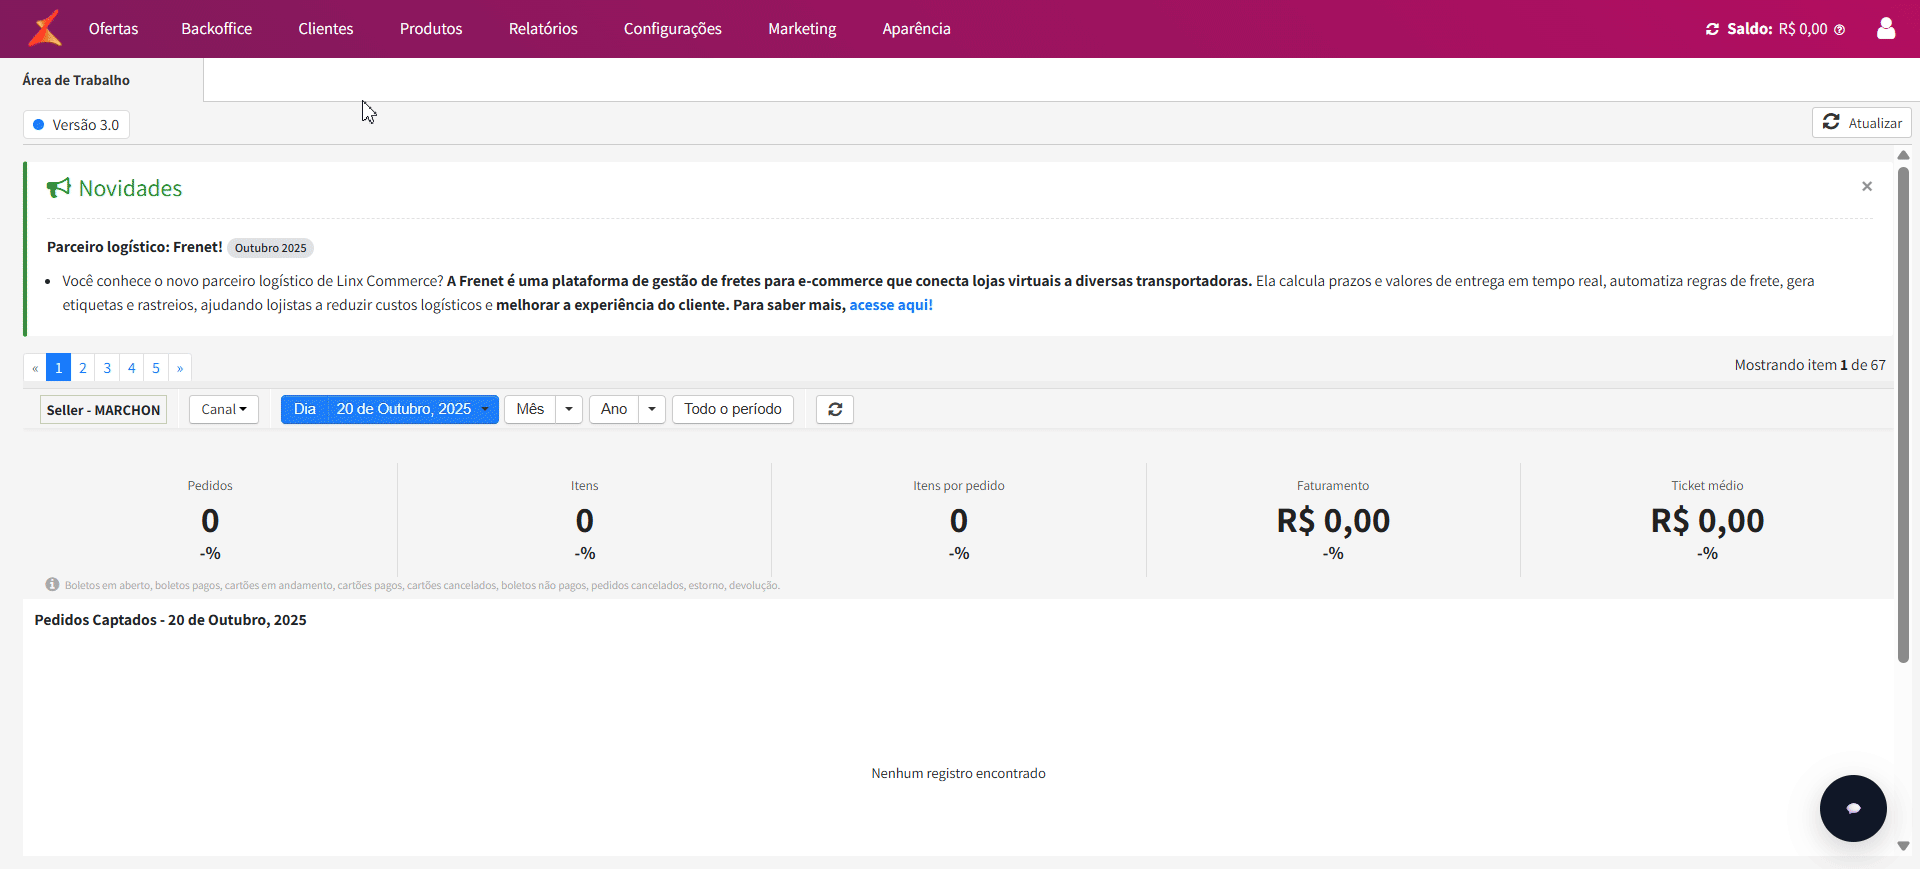 Ofertas Backoffice Clientes Produtos Relatórios Configurações Marketing Aparência Saldo: R$ 0,00
Área de Trabalho
Versão 3.0
Atualizar
Novidades
×
Parceiro logístico: Frenet! Outubro 2025
• Você conhece o novo parceiro logístico de Linx Commerce? A Frenet é uma plataforma de gestão de fretes para e-commerce que conecta lojas virtuais a diversas transportadoras. Ela calcula prazos e valores de entrega em tempo real, automatiza regras de frete, gera
etiquetas e rastreios, ajudando lojistas a reduzir custos logísticos e melhorar a experiência do cliente. Para saber mais, acesse aqui!
« 1 2 3 4 5 » Mostrando item 1 de 67
Seller - MARCHON Canal Dia 20 de Outubro, 2025 Mês Ano Todo o período
Pedidos Itens Itens por pedido Faturamento Ticket médio
0 0 0 R$ 0,00 R$ 0,00
-% -% -% -% -%
Boletos em aberto, boletos pagos, cartões em andamento, cartões pagos, cartões cancelados, boletos não pagos, pedidos cancelados, estorno, devolução.
Pedidos Captados - 20 de Outubro, 2025
Nenhum registro encontrado